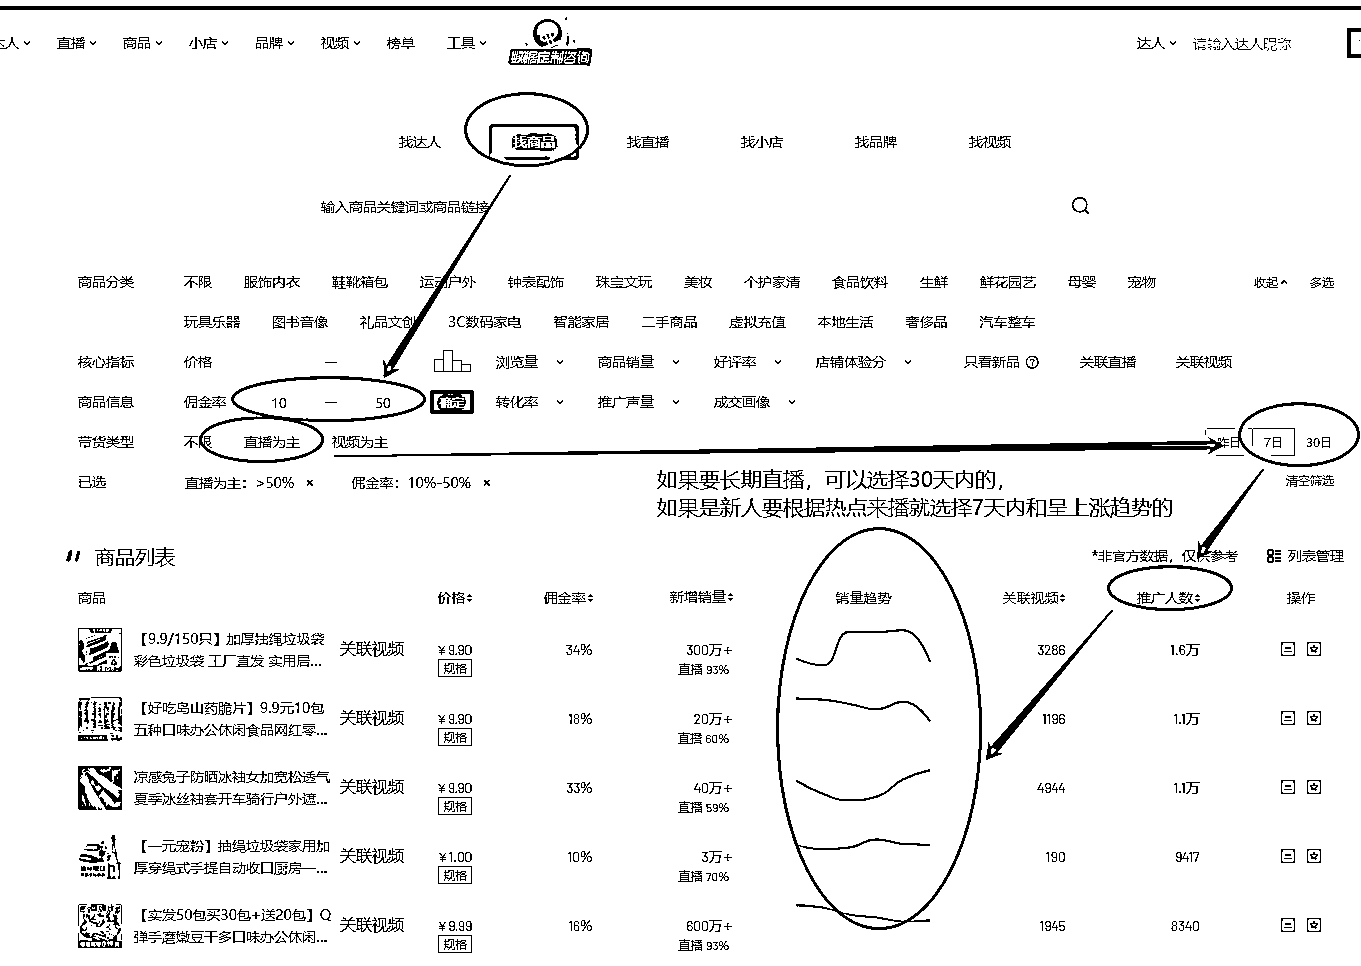 达人 直播 商品 小店 品牌 视频 榜单 工具 数据定制咨询 达人 请输入达人昵称
找达人 找商品 找直播 找小店 找品牌 找视频
输入商品关键词或商品链接
商品分类 不限 服饰内衣 鞋靴箱包 运动户外 钟表配饰 珠宝文玩 美妆 个护家清 食品饮料 生鲜 鲜花园艺 母婴 宠物 收起 多选
玩具乐器 图书音像 礼品文创 3C数码家电 智能家居 二手商品 虚拟充值 本地生活 奢侈品 汽车整车
核心指标 价格 — 浏览量 商品销量 好评率 店铺体验分 只看新品 ? 关联直播 关联视频
商品信息 佣金率 10 — 50 确定 转化率 推广声量 成交画像
带货类型 不限 直播为主 视频为主 昨日 7日 30日
已选 直播为主：>50% × 佣金率：10%-50% × 清空筛选
如果要长期直播，可以选择30天内的，
如果是新人要根据热点来播就选择7天内和呈上涨趋势的
商品列表 *非官方数据，仅供参考 列表管理
商品 价格 佣金率 新增销量 销量趋势 关联视频 推广人数 操作
【9.9/150只】加厚抽绳垃圾袋 关联视频 ¥9.90 34% 300万+ 3286 1.6万
彩色垃圾袋 工厂直发 实用居... 规格 直播 93%
【好吃岛山药脆片】9.9元10包 关联视频 ¥9.90 18% 20万+ 1196 1.1万
五种口味办公休闲食品网红零... 规格 直播 60%
凉感兔子防晒冰袖女加宽松透气 关联视频 ¥9.90 33% 40万+ 4944 1.1万
夏季冰丝袖套开车骑行户外遮... 规格 直播 59%
【一元宠粉】抽绳垃圾袋家用加 关联视频 ¥1.00 10% 3万+ 190 9417
厚穿绳式手提自动收口厨房一... 规格 直播 70%
【实发50包买30包+送20包】Q 关联视频 ¥9.99 16% 600万+ 1945 8340
弹手磨嫩豆干多口味办公休闲... 规格 直播 93%